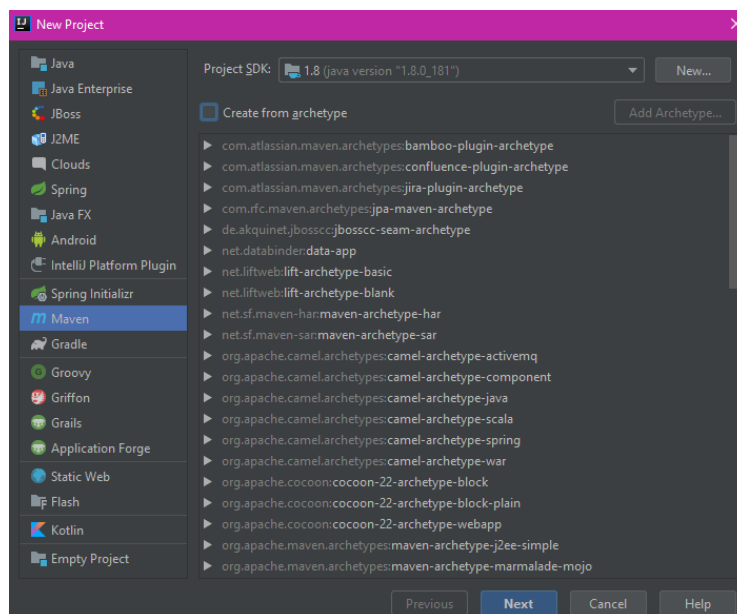 New Project
Java
Java Enterprise
JBoss
J2ME
Clouds
Spring
Java FX
Android
IntelliJ Platform Plugin
Spring Initializr
Maven
Gradle
Groovy
Griffon
Grails
Application Forge
Static Web
Flash
Kotlin
Empty Project
Project SDK: 1.8 (java version "1.8.0_181") New...
Create from archetype Add Archetype...
com.atlassian.maven.archetypes:bamboo-plugin-archetype
com.atlassian.maven.archetypes:confluence-plugin-archetype
com.atlassian.maven.archetypes:jira-plugin-archetype
com.rfc.maven.archetypes:jpa-maven-archetype
de.akquinet.jbosscc:jbosscc-seam-archetype
net.databinder:data-app
net.liftweb:lift-archetype-basic
net.liftweb:lift-archetype-blank
net.sf.maven-har:maven-archetype-har
net.sf.maven-sar:maven-archetype-sar
org.apache.camel.archetypes:camel-archetype-activemq
org.apache.camel.archetypes:camel-archetype-component
org.apache.camel.archetypes:camel-archetype-java
org.apache.camel.archetypes:camel-archetype-scala
org.apache.camel.archetypes:camel-archetype-spring
org.apache.camel.archetypes:camel-archetype-war
org.apache.cocoon:cocoon-22-archetype-block
org.apache.cocoon:cocoon-22-archetype-block-plain
org.apache.cocoon:cocoon-22-archetype-webapp
org.apache.maven.archetypes:maven-archetype-j2ee-simple
org.apache.maven.archetypes:maven-archetype-marmalade-mojo
Previous Next Cancel Help